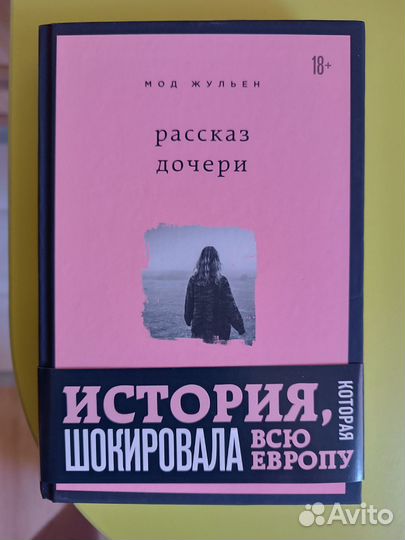 18+
МОД ЖУЛЬЕН
рассказ
дочери
ИСТОРИЯ,
КОТОРАЯ
ШОКИРОВАЛА
ВСЮ
ЕВРОПУ
Avito